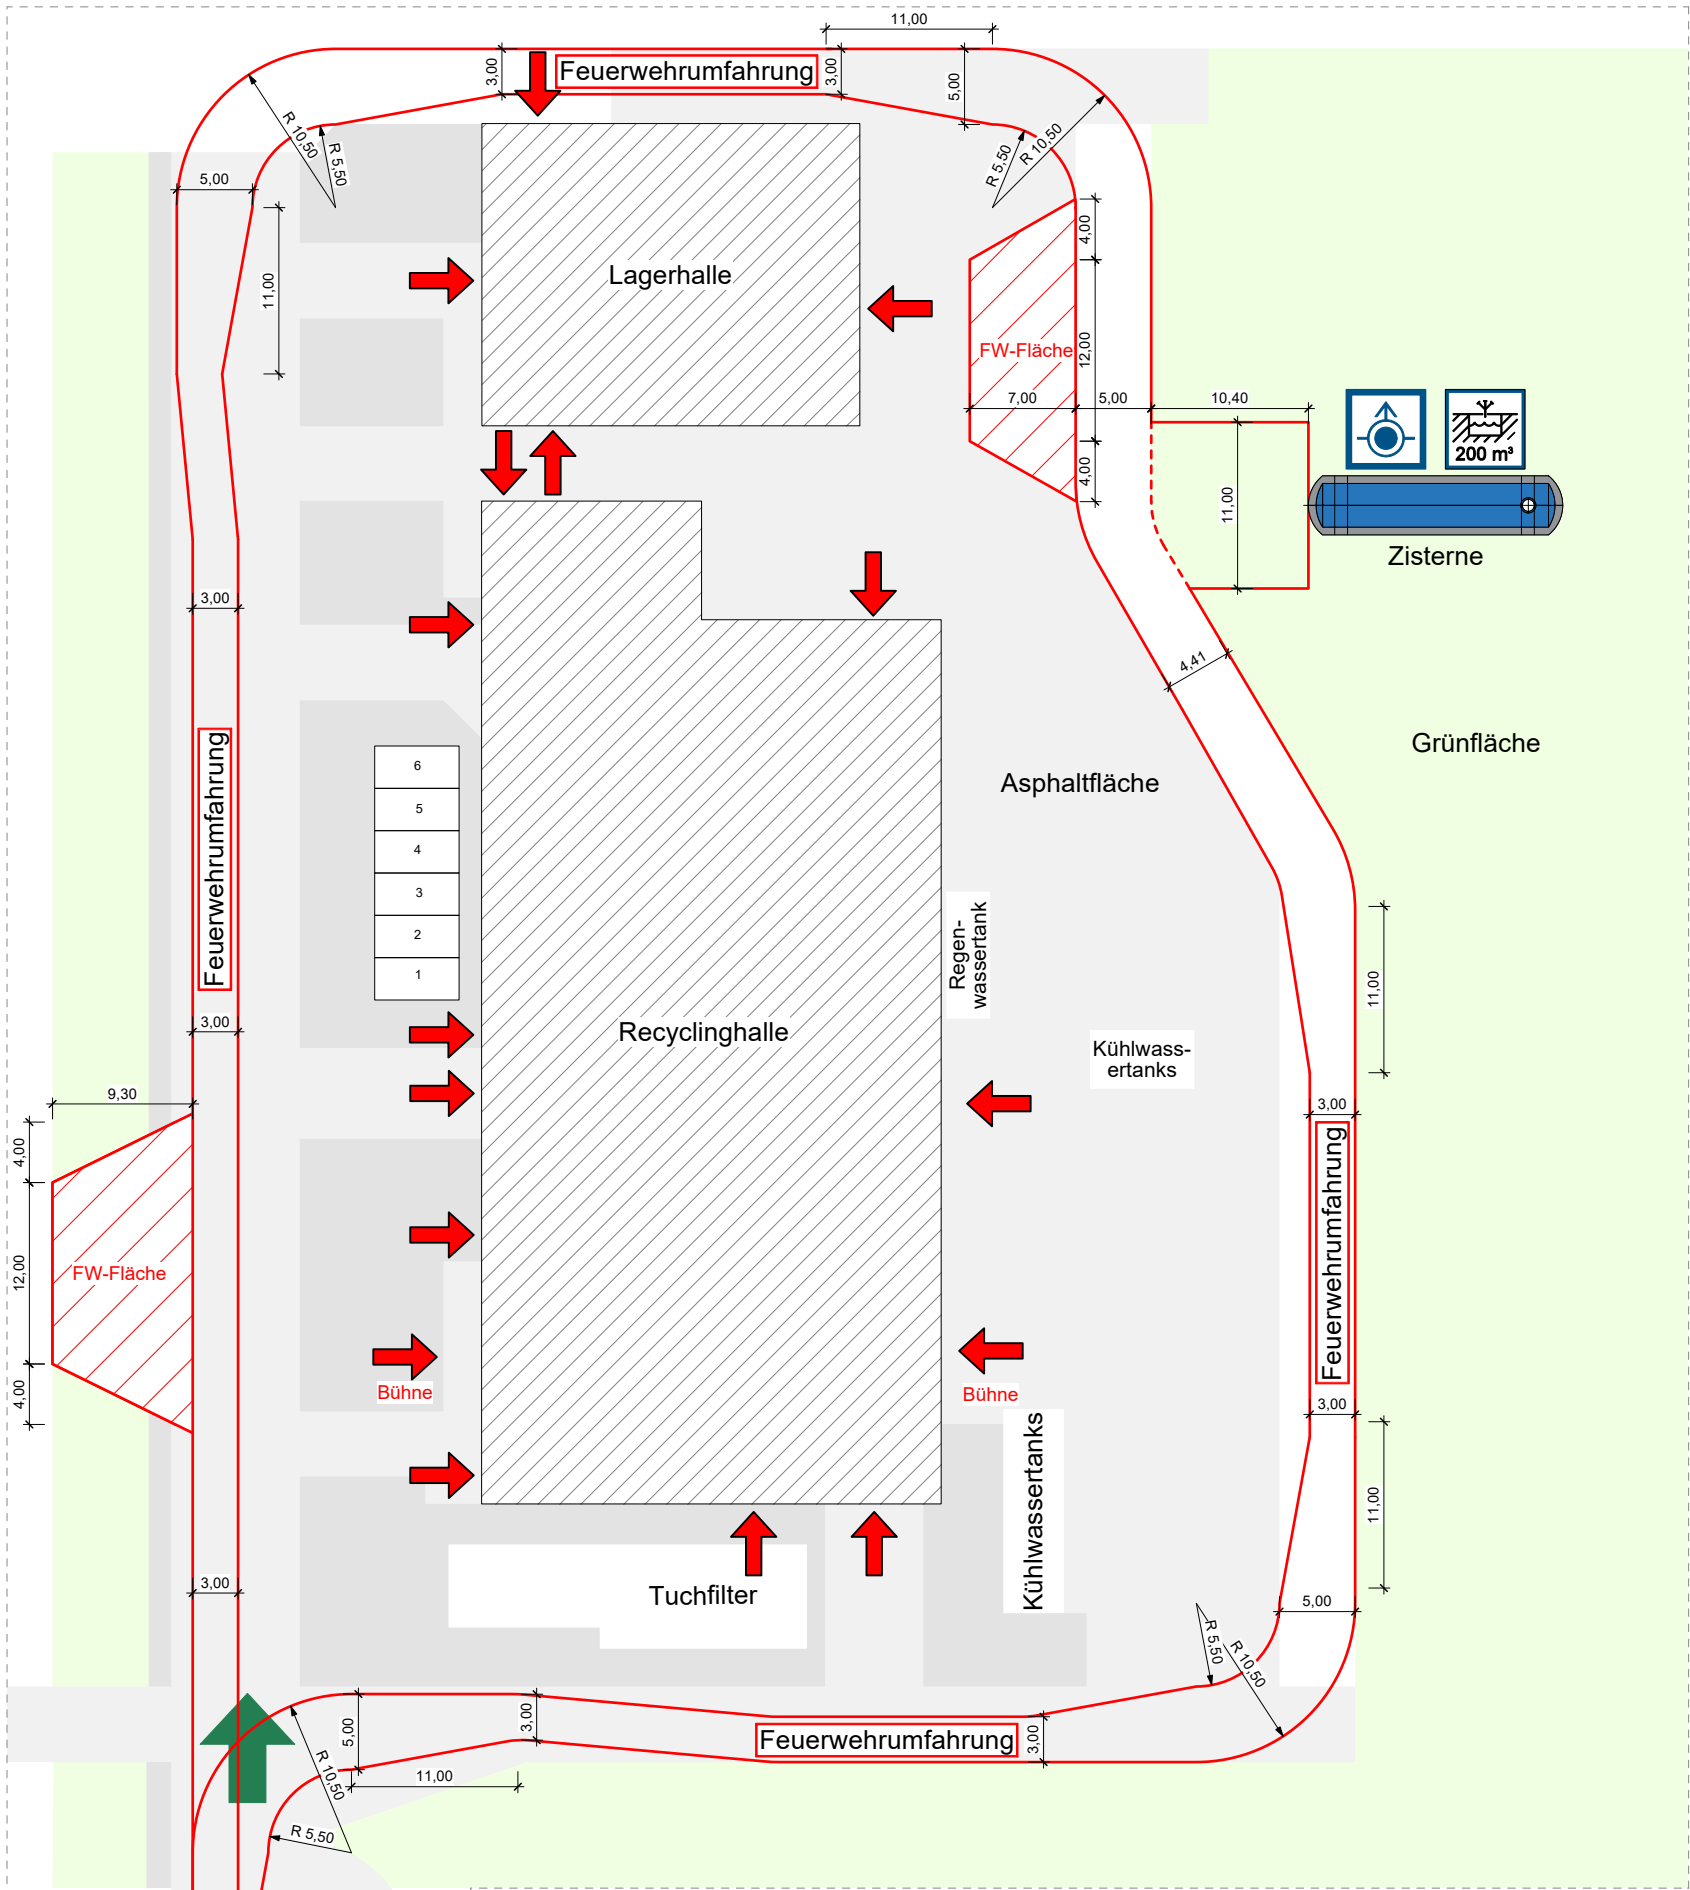 11,00
3,00
Feuerwehrumfahrung
3,00
5,00
R 10,50
R 5,50
R 5,50
R 10,50
5,00
11,00
4,00
Lagerhalle
FW-Fläche
12,00
7,00
5,00
10,40
4,00
11,00
200 m³
Zisterne
3,00
4,41
Grünfläche
Asphaltfläche
Feuerwehrumfahrung
6
5
4
3
2
1
Regen-
wassertank
11,00
3,00
Recyclinghalle
Kühlwass-
ertanks
9,30
4,00
12,00
4,00
FW-Fläche
3,00
Feuerwehrumfahrung
3,00
11,00
Bühne
Bühne
Kühlwassertanks
3,00
Tuchfilter
5,00
R 5,50
R 10,50
5,00
3,00
Feuerwehrumfahrung
3,00
R 10,50
11,00
R 5,50